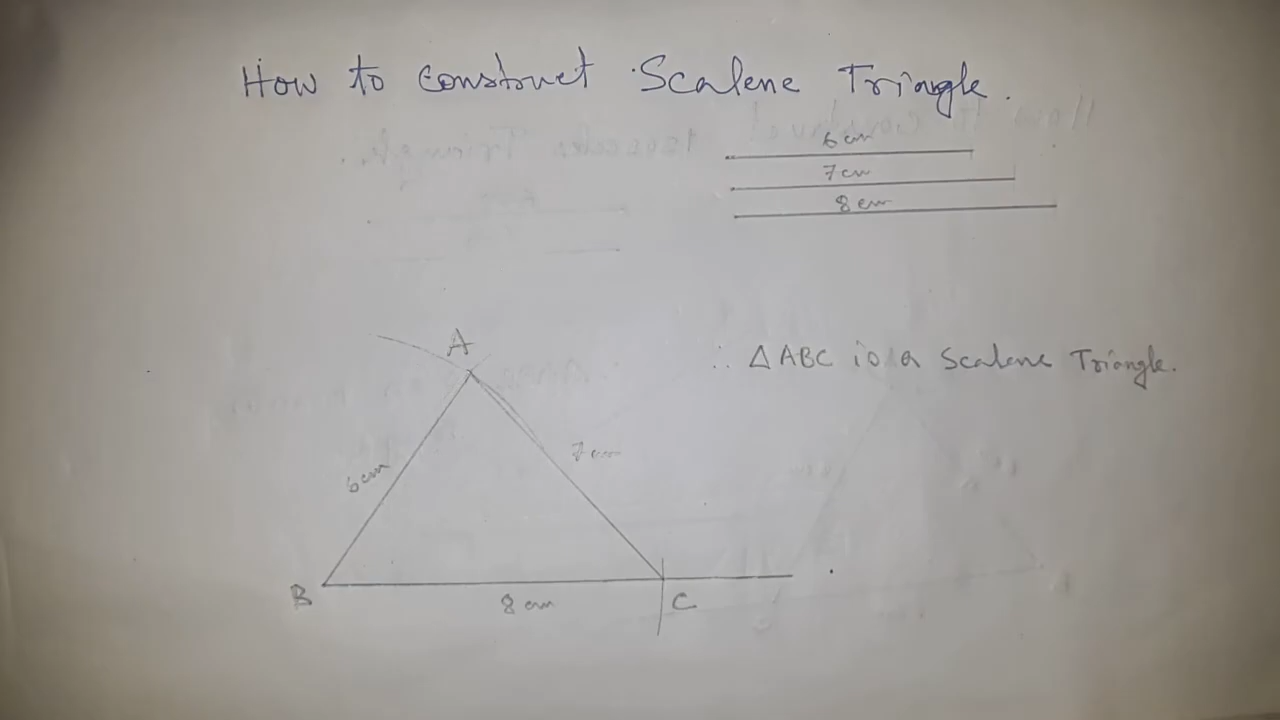 How to construct Scalene Triangle.
6 cm
7 cm
8 cm
A
∴ △ABC is a Scalene Triangle.
7 cm
6 cm
B
8 cm
C